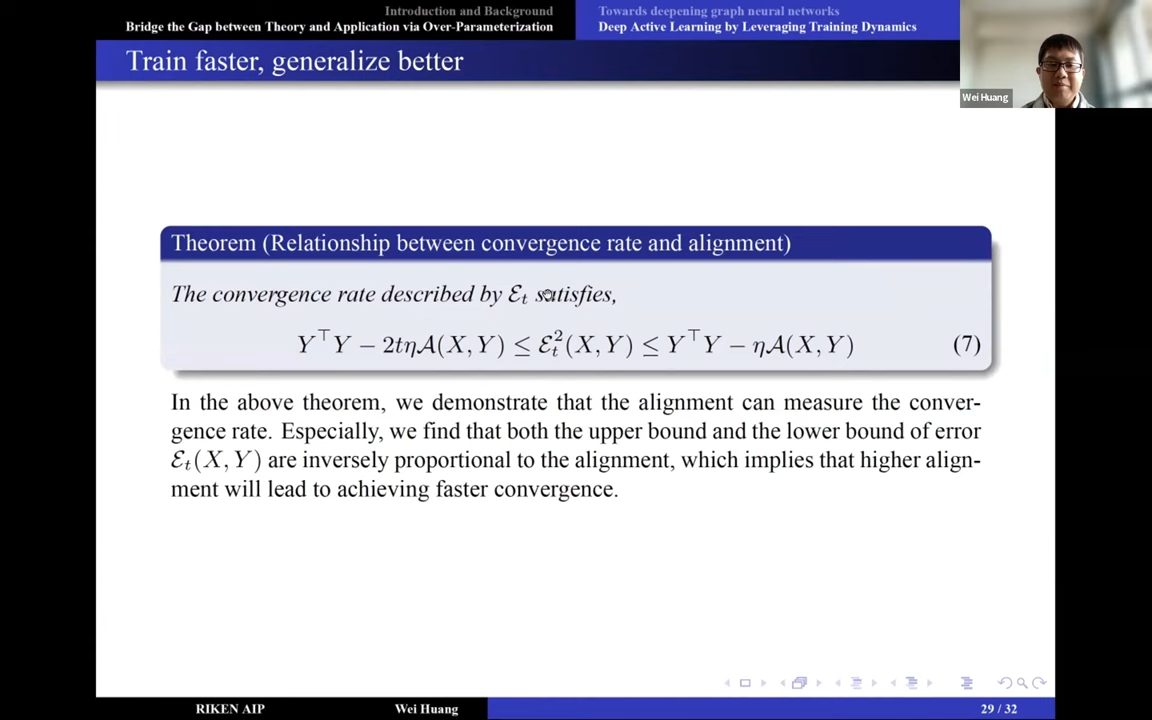 Introduction and Background
Bridge the Gap between Theory and Application via Over-Parameterization
Towards deepening graph neural networks
Deep Active Learning by Leveraging Training Dynamics
Train faster, generalize better
Wei Huang
Theorem (Relationship between convergence rate and alignment)
The convergence rate described by ℰₜ satisfies,
Y⊤Y − 2tη𝒜(X, Y) ≤ ℰₜ²(X, Y) ≤ Y⊤Y − η𝒜(X, Y) (7)
In the above theorem, we demonstrate that the alignment can measure the conver-
gence rate. Especially, we find that both the upper bound and the lower bound of error
ℰₜ(X, Y) are inversely proportional to the alignment, which implies that higher align-
ment will lead to achieving faster convergence.
RIKEN AIP
Wei Huang
29 / 32